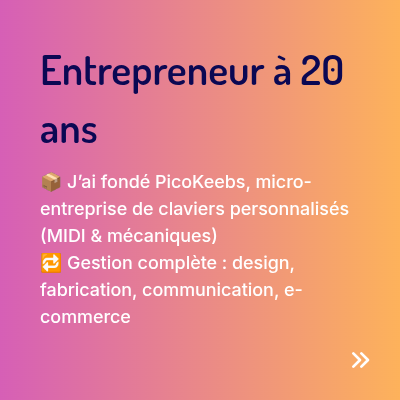 Entrepreneur à 20
ans
📦 J’ai fondé PicoKeebs, micro-
entreprise de claviers personnalisés
(MIDI & mécaniques)
🔁 Gestion complète : design,
fabrication, communication, e-
commerce